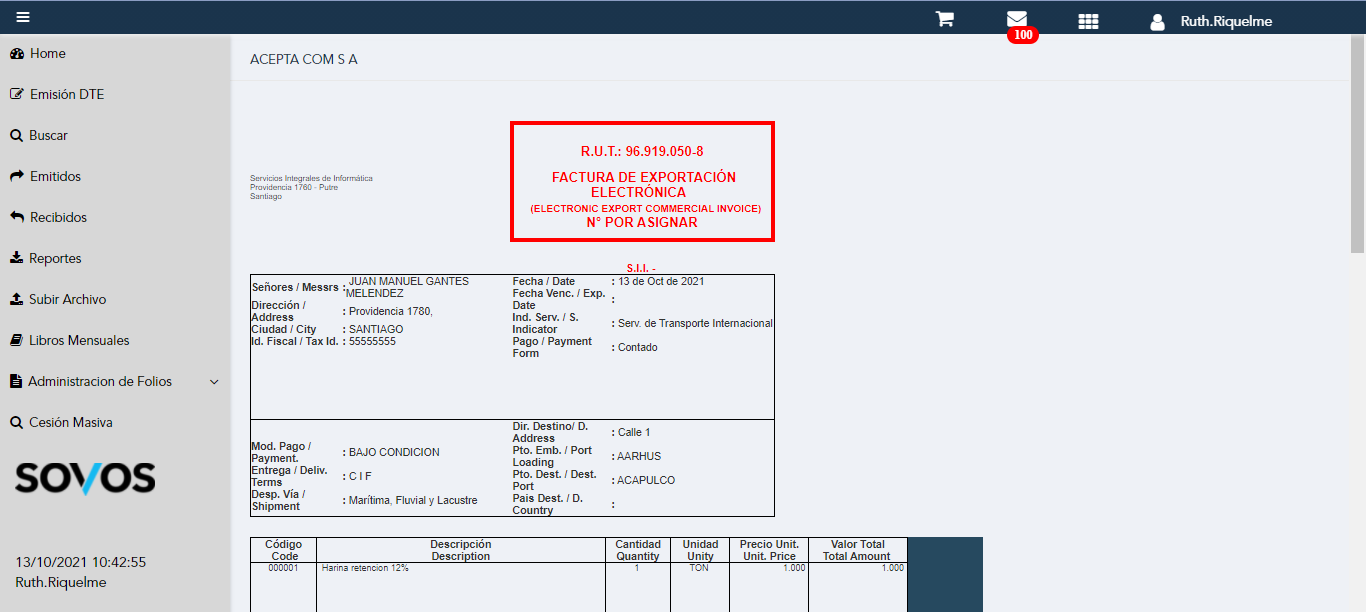 Ruth.Riquelme
100
Home
Emisión DTE
Buscar
Emitidos
Recibidos
Reportes
Subir Archivo
Libros Mensuales
Administracion de Folios
Cesión Masiva
SOVOS
13/10/2021 10:42:55
Ruth.Riquelme
ACEPTA COM S A
Servicios Integrales de Informática
Providencia 1760 - Putre
Santiago
R.U.T.: 96.919.050-8
FACTURA DE EXPORTACIÓN
ELECTRÓNICA
(ELECTRONIC EXPORT COMMERCIAL INVOICE)
N° POR ASIGNAR
S.I.I. -
Señores / Messrs : JUAN MANUEL GANTES
MELENDEZ
Dirección /
Address : Providencia 1780,
Ciudad / City : SANTIAGO
Id. Fiscal / Tax Id. : 55555555
Fecha / Date : 13 de Oct de 2021
Fecha Venc. / Exp.
Date :
Ind. Serv. / S.
Indicator : Serv. de Transporte Internacional
Pago / Payment
Form : Contado
Mod. Pago /
Payment. : BAJO CONDICION
Entrega / Deliv.
Terms : C I F
Desp. Vía /
Shipment : Marítima, Fluvial y Lacustre
Dir. Destino/ D.
Address : Calle 1
Pto. Emb. / Port
Loading : AARHUS
Pto. Dest. / Dest.
Port : ACAPULCO
Pais Dest. / D.
Country :
Código Descripción Cantidad Unidad Precio Unit. Valor Total
Code Description Quantity Unity Unit. Price Total Amount
000001 Harina retencion 12% 1 TON 1.000 1.000